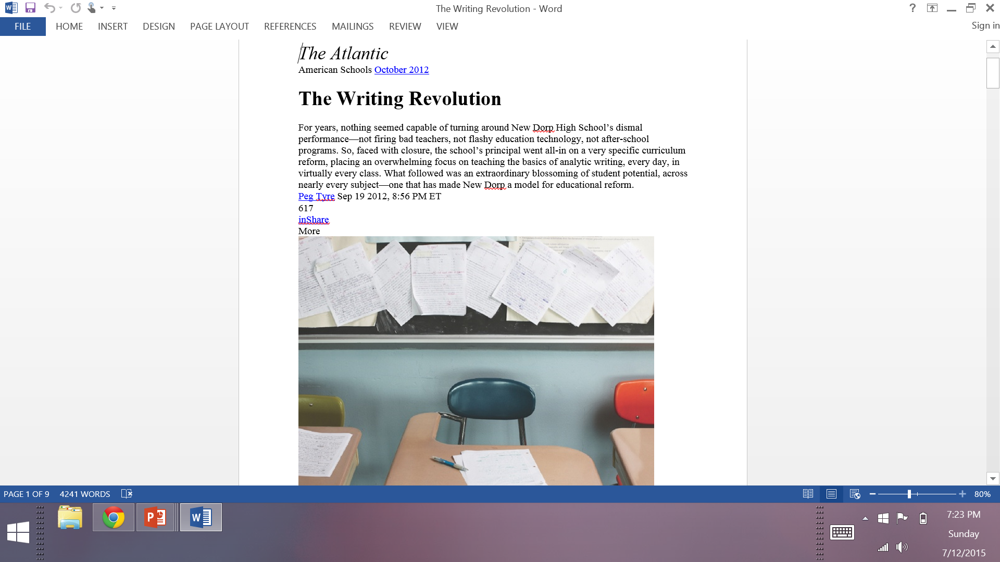 The Writing Revolution - Word
?
FILE HOME INSERT DESIGN PAGE LAYOUT REFERENCES MAILINGS REVIEW VIEW
Sign in
The Atlantic
American Schools October 2012
The Writing Revolution
For years, nothing seemed capable of turning around New Dorp High School’s dismal
performance—not firing bad teachers, not flashy education technology, not after-school
programs. So, faced with closure, the school’s principal went all-in on a very specific curriculum
reform, placing an overwhelming focus on teaching the basics of analytic writing, every day, in
virtually every class. What followed was an extraordinary blossoming of student potential, across
nearly every subject—one that has made New Dorp a model for educational reform.
Peg Tyre Sep 19 2012, 8:56 PM ET
617
inShare
More
PAGE 1 OF 9 4241 WORDS
80%
7:23 PM
Sunday
7/12/2015